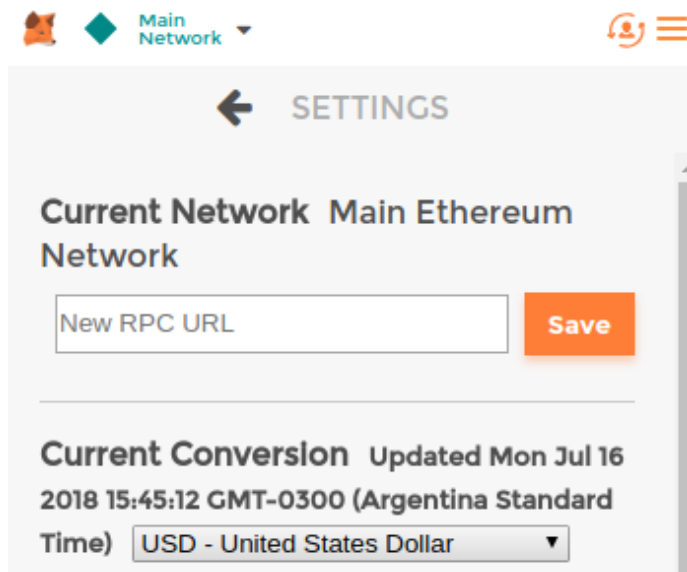 Main
Network
SETTINGS
Current Network Main Ethereum
Network
New RPC URL
Save
Current Conversion Updated Mon Jul 16
2018 15:45:12 GMT-0300 (Argentina Standard
Time) USD - United States Dollar